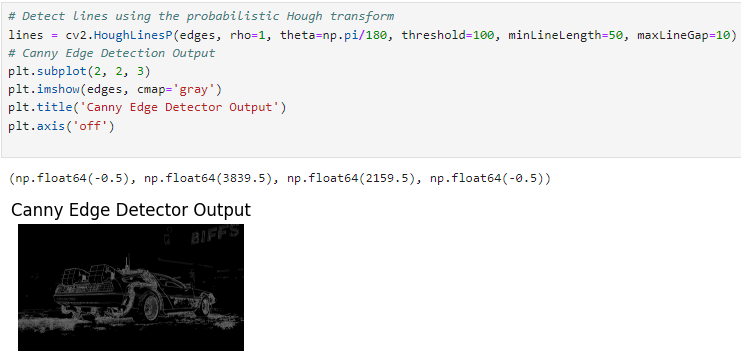 # Detect lines using the probabilistic Hough transform
lines = cv2.HoughLinesP(edges, rho=1, theta=np.pi/180, threshold=100, minLineLength=50, maxLineGap=10)
# Canny Edge Detection Output
plt.subplot(2, 2, 3)
plt.imshow(edges, cmap='gray')
plt.title('Canny Edge Detector Output')
plt.axis('off')
(np.float64(-0.5), np.float64(3839.5), np.float64(2159.5), np.float64(-0.5))
Canny Edge Detector Output
BIFFS